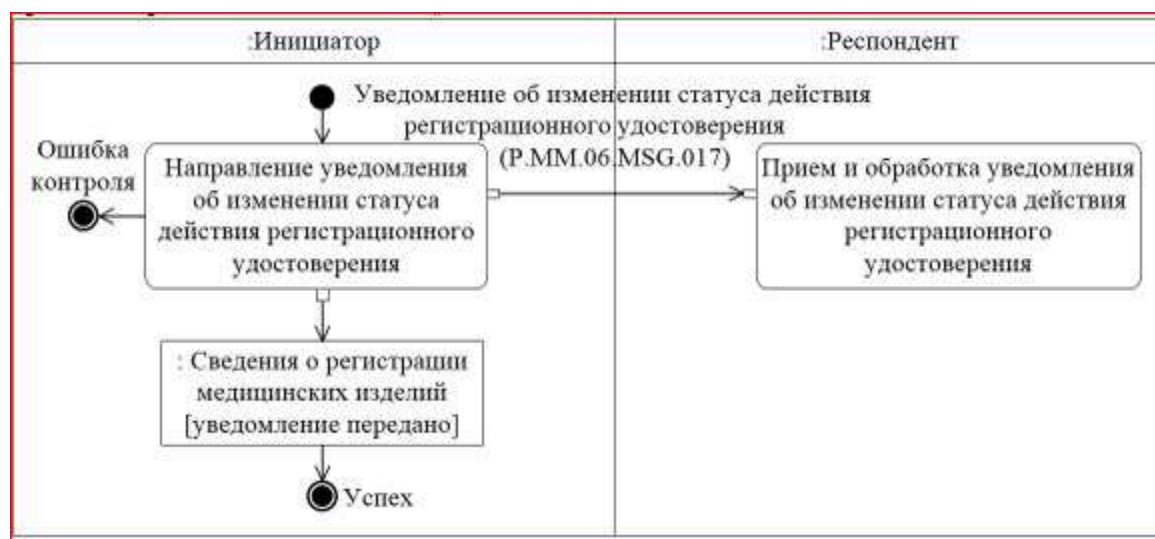 :Инициатор
:Респондент
Уведомление об изменении статуса действия
регистрационного удостоверения
(P.MM.06.MSG.017)
Ошибка
контроля
Направление уведомления
об изменении статуса
действия регистрационного
удостоверения
Прием и обработка уведомления
об изменении статуса действия
регистрационного
удостоверения
: Сведения о регистрации
медицинских изделий
[уведомление передано]
Успех